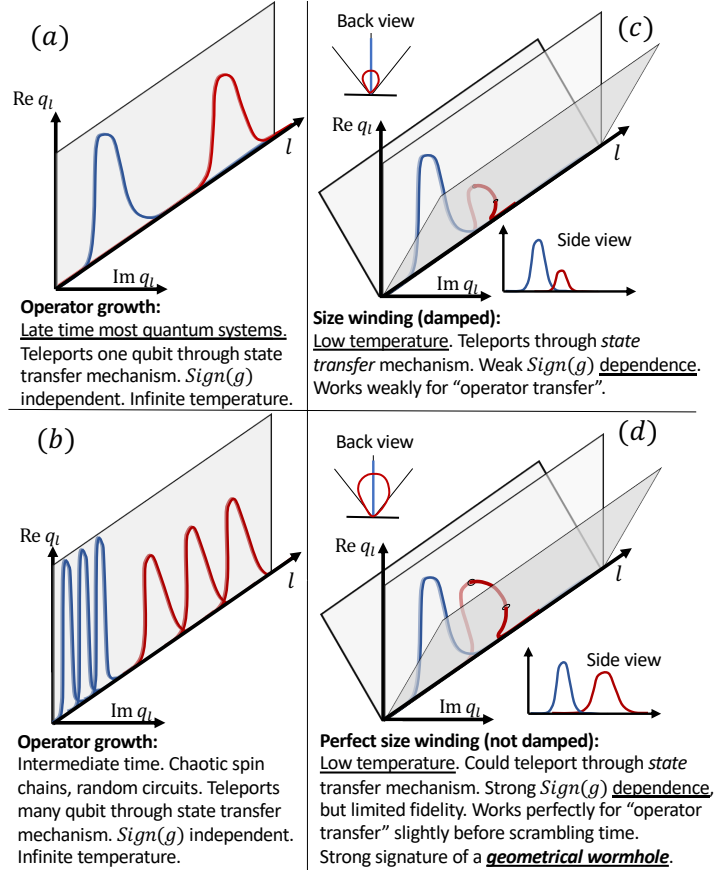 (a)
Re q_l
l
Im q_l
Operator growth:
Late time most quantum systems.
Teleports one qubit through state
transfer mechanism. Sign(g)
independent. Infinite temperature.
Back view
(c)
Re q_l
l
Side view
Im q_l
Size winding (damped):
Low temperature. Teleports through state
transfer mechanism. Weak Sign(g) dependence.
Works weakly for “operator transfer”.
(b)
Re q_l
l
Im q_l
Operator growth:
Intermediate time. Chaotic spin
chains, random circuits. Teleports
many qubit through state transfer
mechanism. Sign(g) independent.
Infinite temperature.
Back view
(d)
Re q_l
l
Side view
Im q_l
Perfect size winding (not damped):
Low temperature. Could teleport through state
transfer mechanism. Strong Sign(g) dependence,
but limited fidelity. Works perfectly for “operator
transfer” slightly before scrambling time.
Strong signature of a geometrical wormhole.